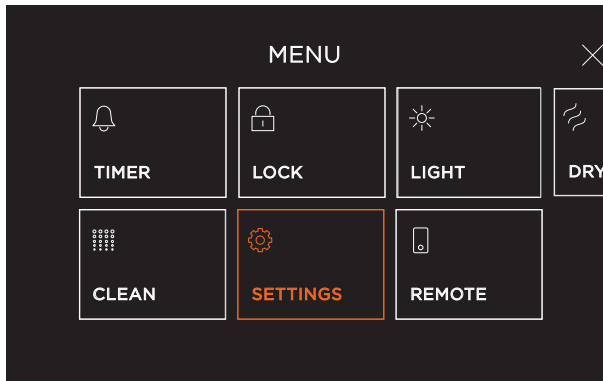 MENU
TIMER
LOCK
LIGHT
DRY
CLEAN
SETTINGS
REMOTE